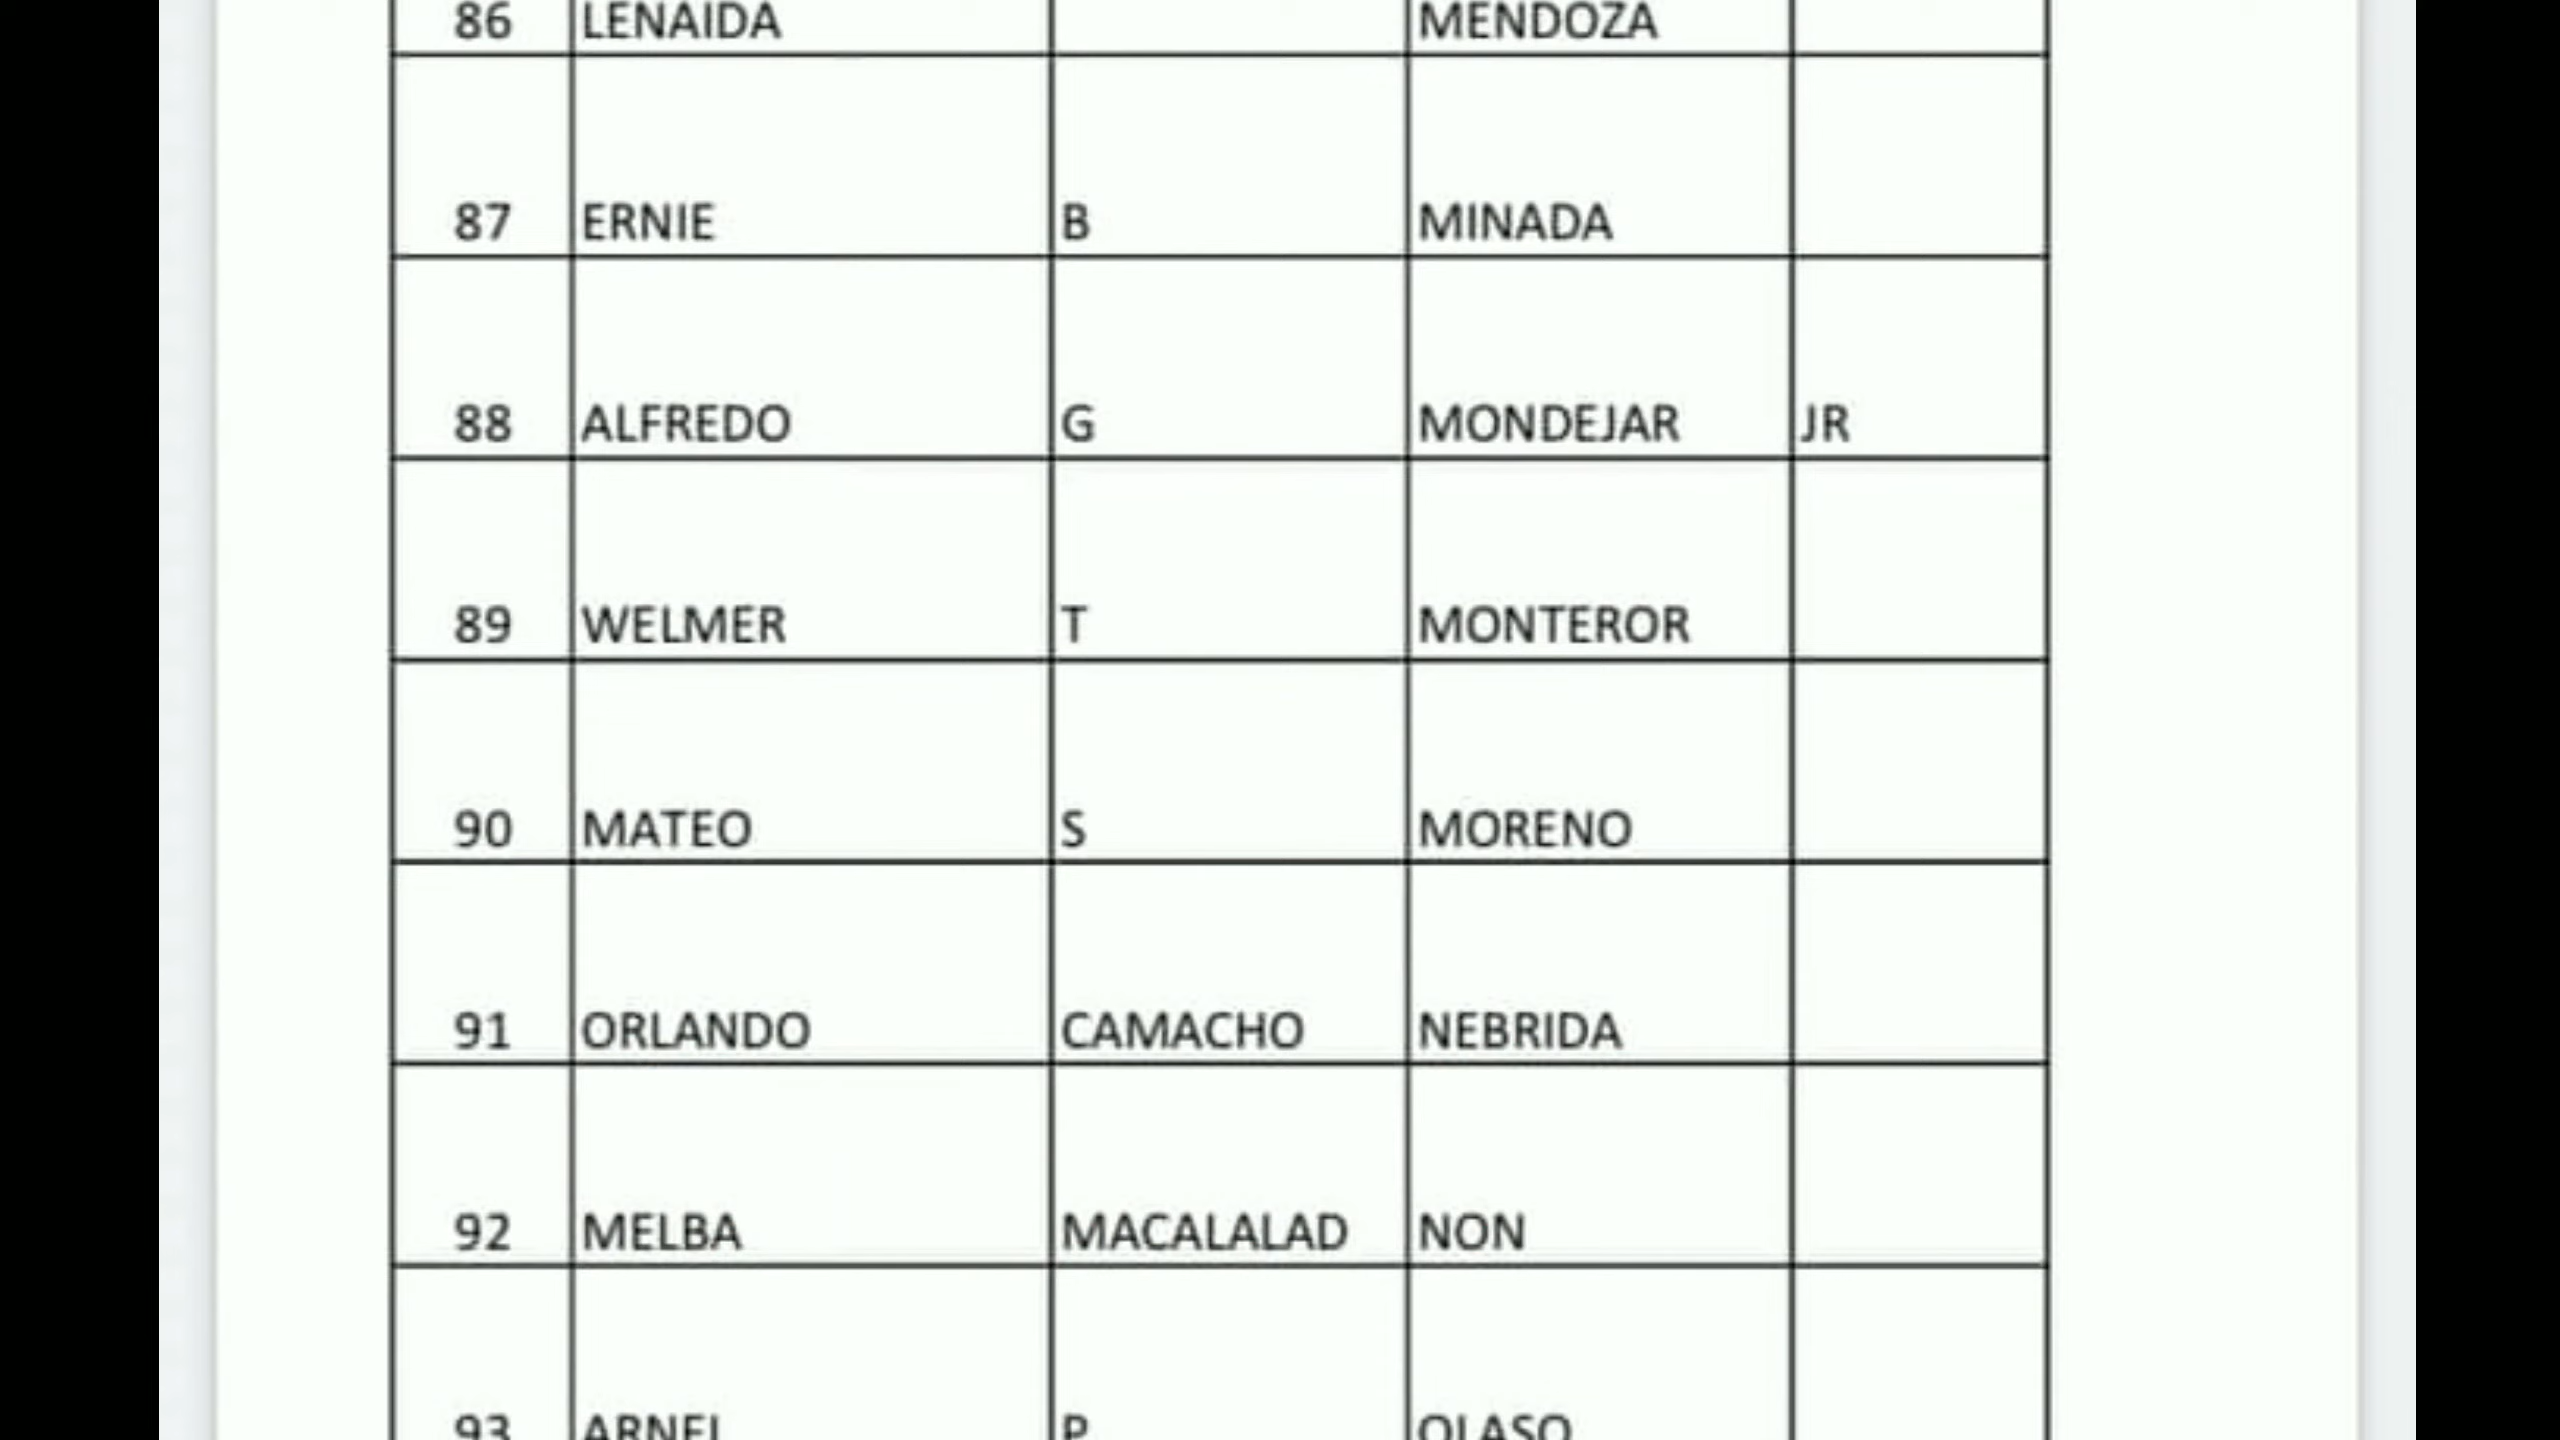 86 LENAIDA MENDOZA
87 ERNIE B MINADA
88 ALFREDO G MONDEJAR JR
89 WELMER T MONTEROR
90 MATEO S MORENO
91 ORLANDO CAMACHO NEBRIDA
92 MELBA MACALALAD NON
93 ARNEL P OLASO